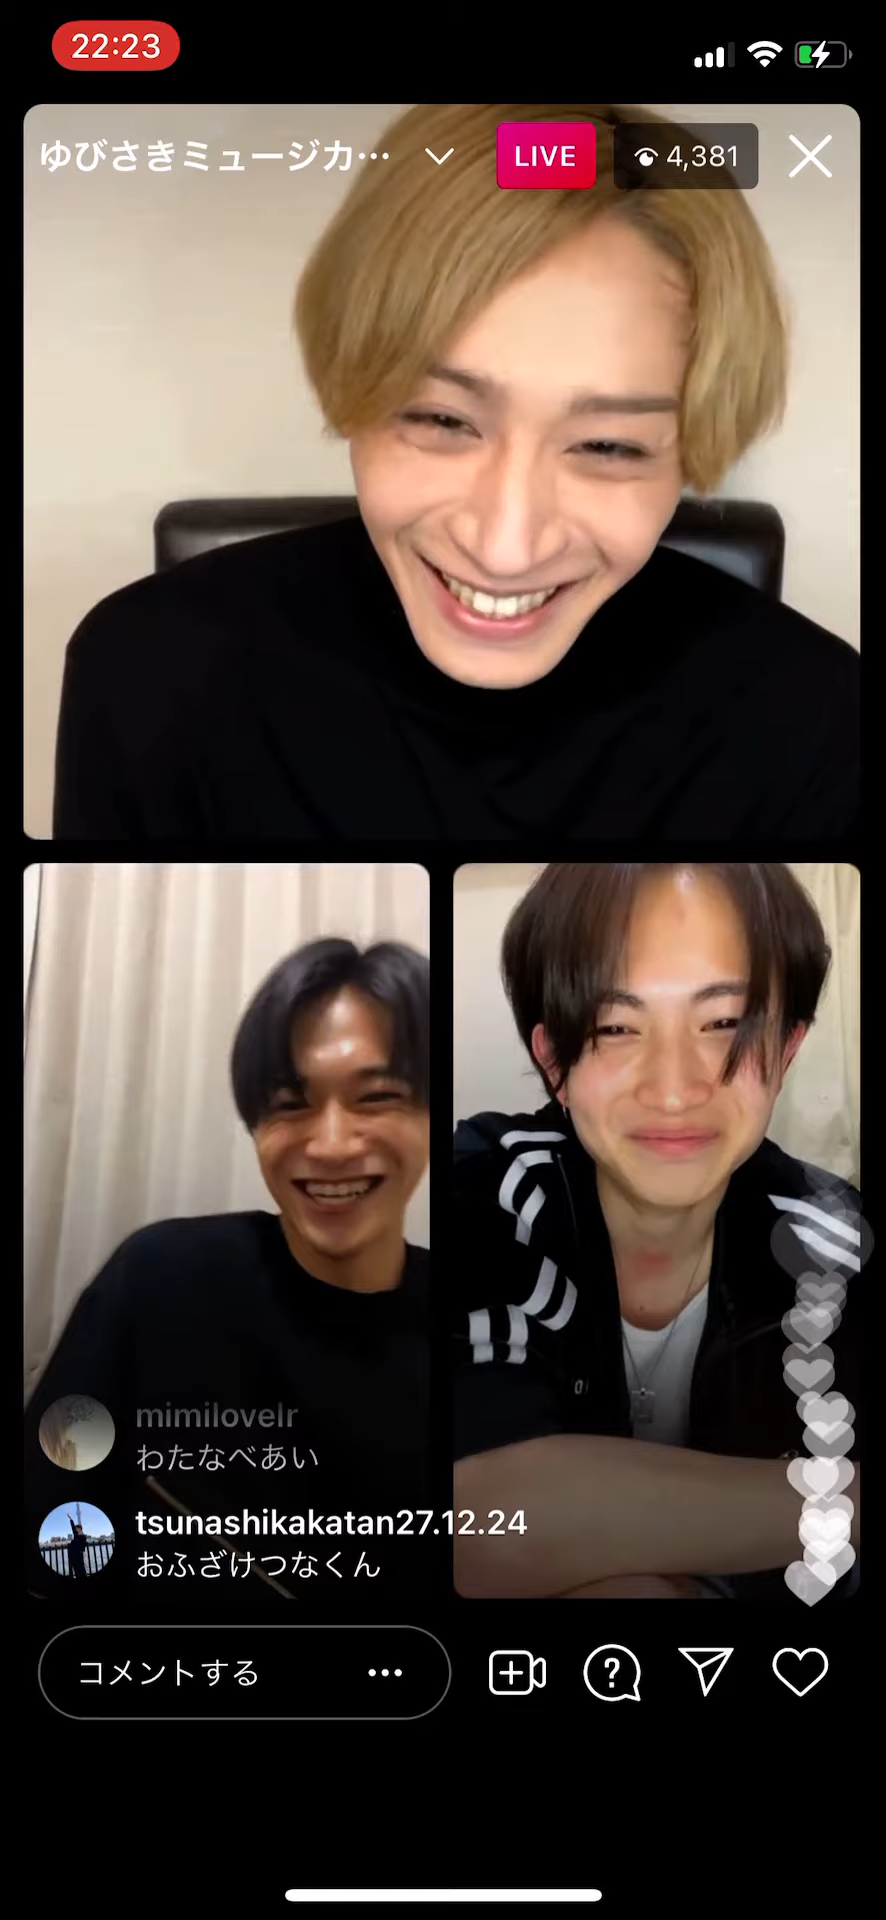 22:23
ゆびさきミュージカ…
LIVE
4,381
mimilovelr
わたなべあい
tsunashikakatan27.12.24
おふざけつなくん
コメントする